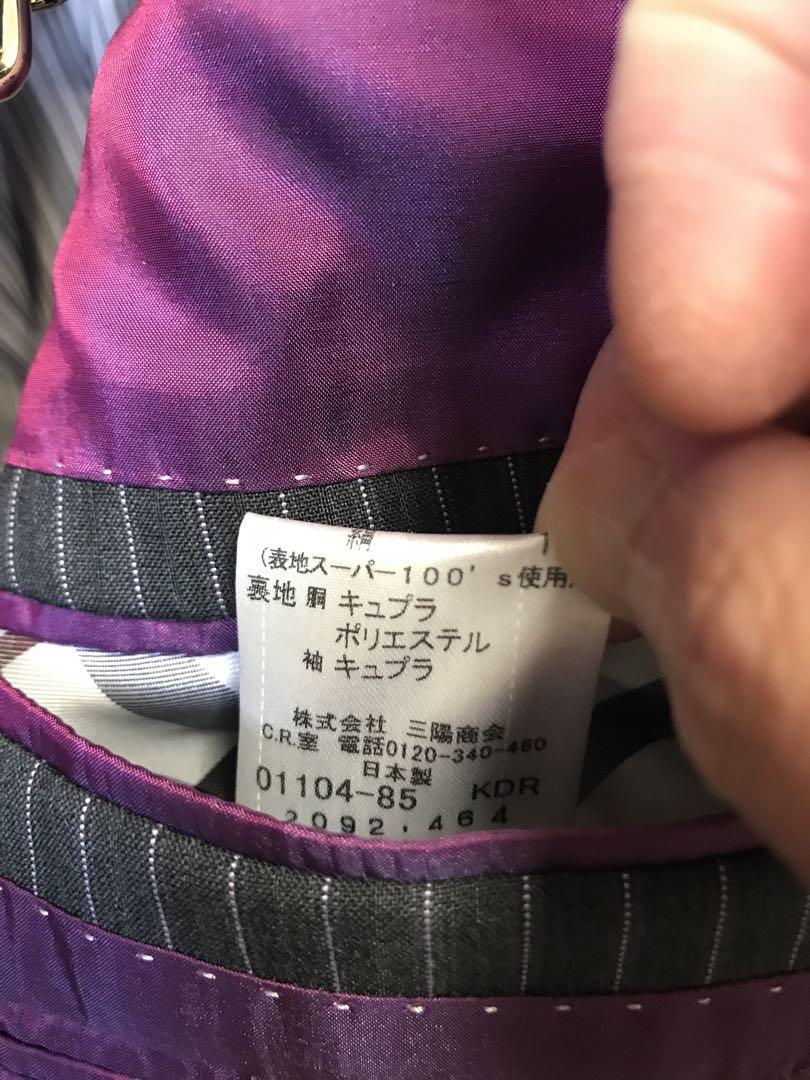 絹
(表地スーパー100's使用
裏地 胴 キュプラ
ポリエステル
袖 キュプラ
株式会社 三陽商会
C.R.室 電話0120-340-460
日本製
01104-85 KDR
2092,464